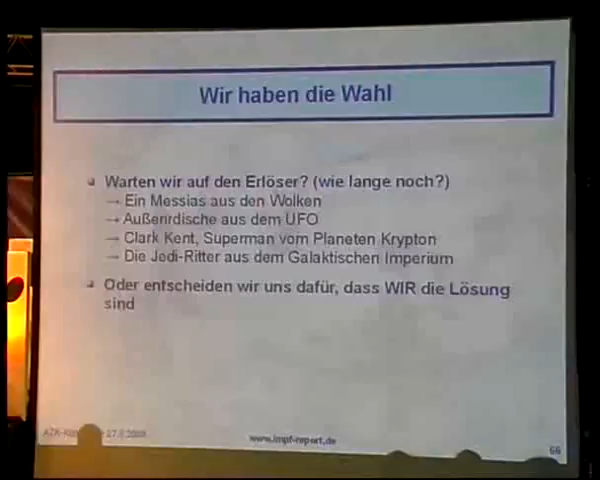 Wir haben die Wahl
Warten wir auf den Erlöser? (wie lange noch?)
→ Ein Messias aus den Wolken
→ Außerirdische aus dem UFO
→ Clark Kent, Superman vom Planeten Krypton
→ Die Jedi-Ritter aus dem Galaktischen Imperium
Oder entscheiden wir uns dafür, dass WIR die Lösung
sind
www.impf-report.de
66